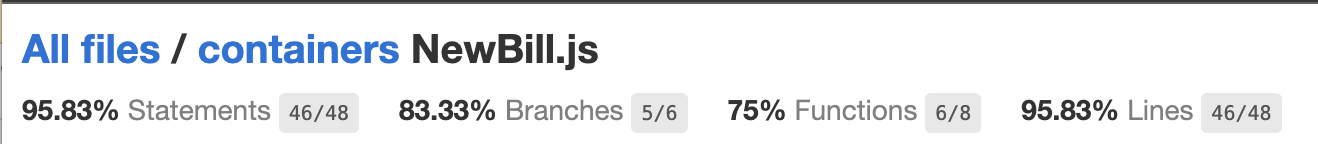 All files / containers NewBill.js
95.83% Statements 46/48 83.33% Branches 5/6 75% Functions 6/8 95.83% Lines 46/48